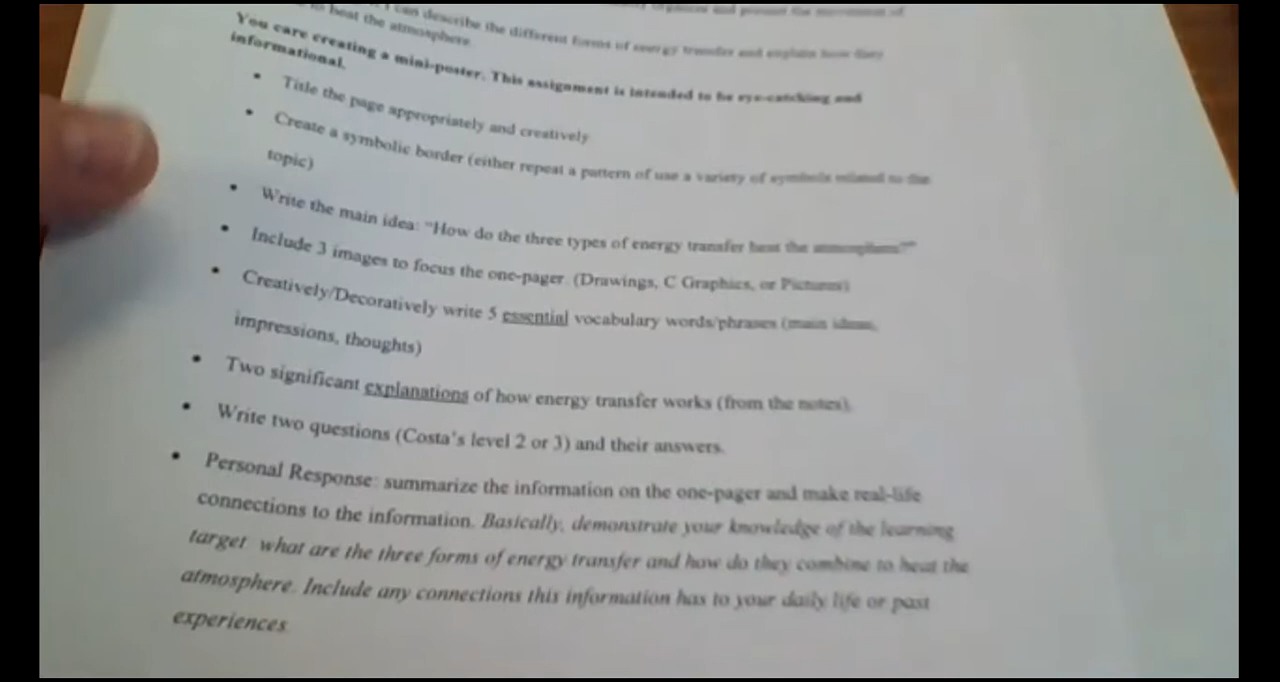 can describe the different forms of energy transfer and explain how they
to heat the atmosphere.
You care creating a mini-poster. This assignment is intended to be eye-catching and
informational.
• Title the page appropriately and creatively
• Create a symbolic border (either repeat a pattern of use a variety of symbols related to the
topic)
• Write the main idea: “How do the three types of energy transfer heat the atmosphere?”
• Include 3 images to focus the one-pager. (Drawings, C Graphics, or Pictures)
• Creatively/Decoratively write 5 essential vocabulary words/phrases (main ideas,
impressions, thoughts)
• Two significant explanations of how energy transfer works (from the notes).
• Write two questions (Costa's level 2 or 3) and their answers.
• Personal Response: summarize the information on the one-pager and make real-life
connections to the information. Basically, demonstrate your knowledge of the learning
target what are the three forms of energy transfer and how do they combine to heat the
atmosphere. Include any connections this information has to your daily life or past
experiences.